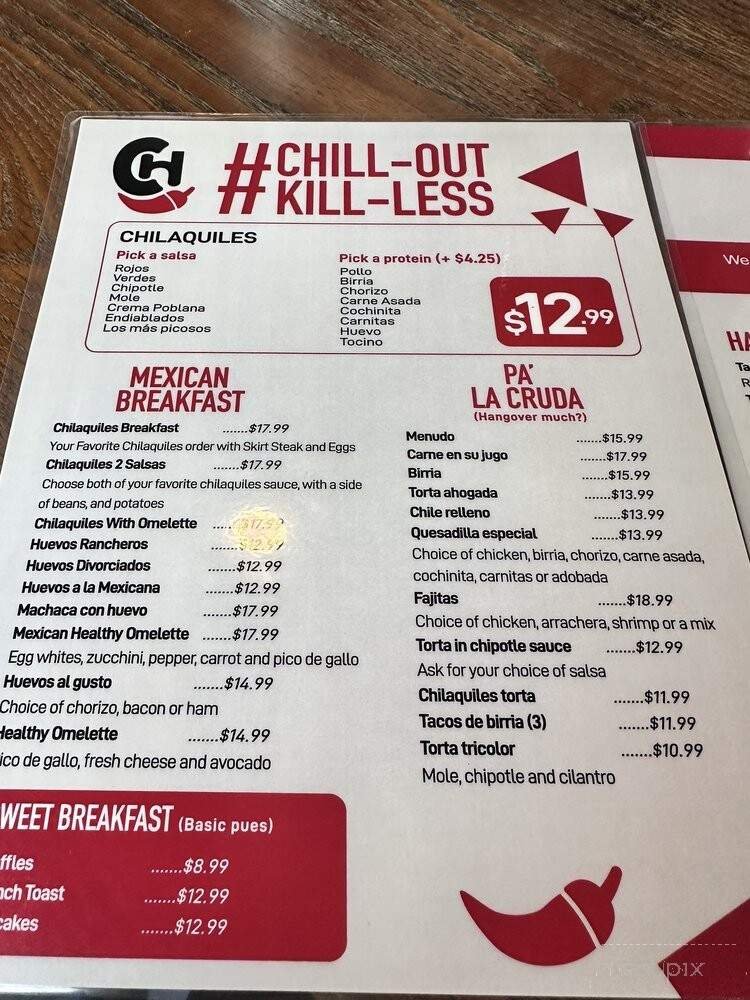 CH
#CHILL-OUT
KILL-LESS
CHILAQUILES
Pick a salsa
Rojos
Verdes
Chipotle
Mole
Crema Poblana
Endiablados
Los más picosos
Pick a protein (+ $4.25)
Pollo
Birria
Chorizo
Carne Asada
Cochinita
Carnitas
Huevo
Tocino
$12.99
MEXICAN
BREAKFAST
Chilaquiles Breakfast .......$17.99
Your Favorite Chilaquiles order with Skirt Steak and Eggs
Chilaquiles 2 Salsas .......$17.99
Choose both of your favorite chilaquiles sauce, with a side
of beans, and potatoes
Chilaquiles With Omelette .....$17.99
Huevos Rancheros .......$12.99
Huevos Divorciados .......$12.99
Huevos a la Mexicana .......$12.99
Machaca con huevo .......$17.99
Mexican Healthy Omelette .......$17.99
Egg whites, zucchini, pepper, carrot and pico de gallo
Huevos al gusto .......$14.99
Choice of chorizo, bacon or ham
Healthy Omelette .......$14.99
ico de gallo, fresh cheese and avocado
WEET BREAKFAST (Basic pues)
ffles .......$8.99
nch Toast .......$12.99
cakes .......$12.99
PA'
LA CRUDA
(Hangover much?)
Menudo .......$15.99
Carne en su jugo .......$17.99
Birria .......$15.99
Torta ahogada .......$13.99
Chile relleno .......$13.99
Quesadilla especial .......$13.99
Choice of chicken, birria, chorizo, carne asada,
cochinita, carnitas or adobada
Fajitas .......$18.99
Choice of chicken, arrachera, shrimp or a mix
Torta in chipotle sauce .......$12.99
Ask for your choice of salsa
Chilaquiles torta .......$11.99
Tacos de birria (3) .......$11.99
Torta tricolor .......$10.99
Mole, chipotle and cilantro
We
HA
Ta